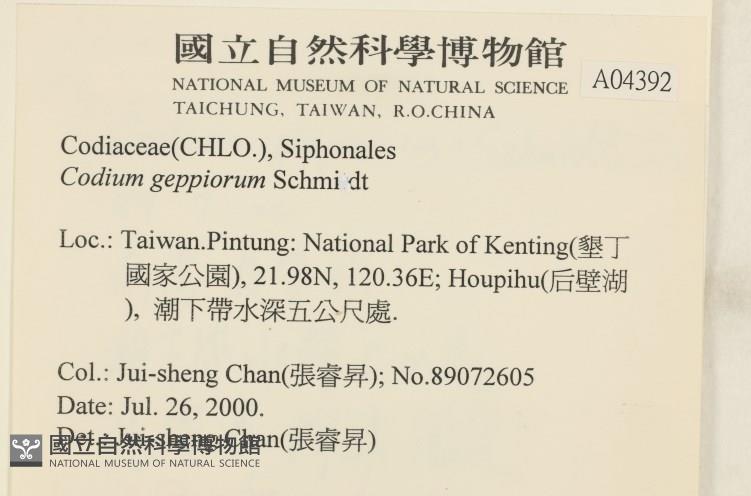 國立自然科學博物館
NATIONAL MUSEUM OF NATURAL SCIENCE
TAICHUNG, TAIWAN, R.O.CHINA
A04392
Codiaceae(CHLO.), Siphonales
Codium geppiorum Schmidt
Loc.: Taiwan.Pintung: National Park of Kenting(墾丁
國家公園), 21.98N, 120.36E; Houpihu(后壁湖
), 潮下帶水深五公尺處.
Col.: Jui-sheng Chan(張睿昇); No.89072605
Date: Jul. 26, 2000.
Det.: Jui-sheng Chan(張睿昇)
國立自然科學博物館
NATIONAL MUSEUM OF NATURAL SCIENCE